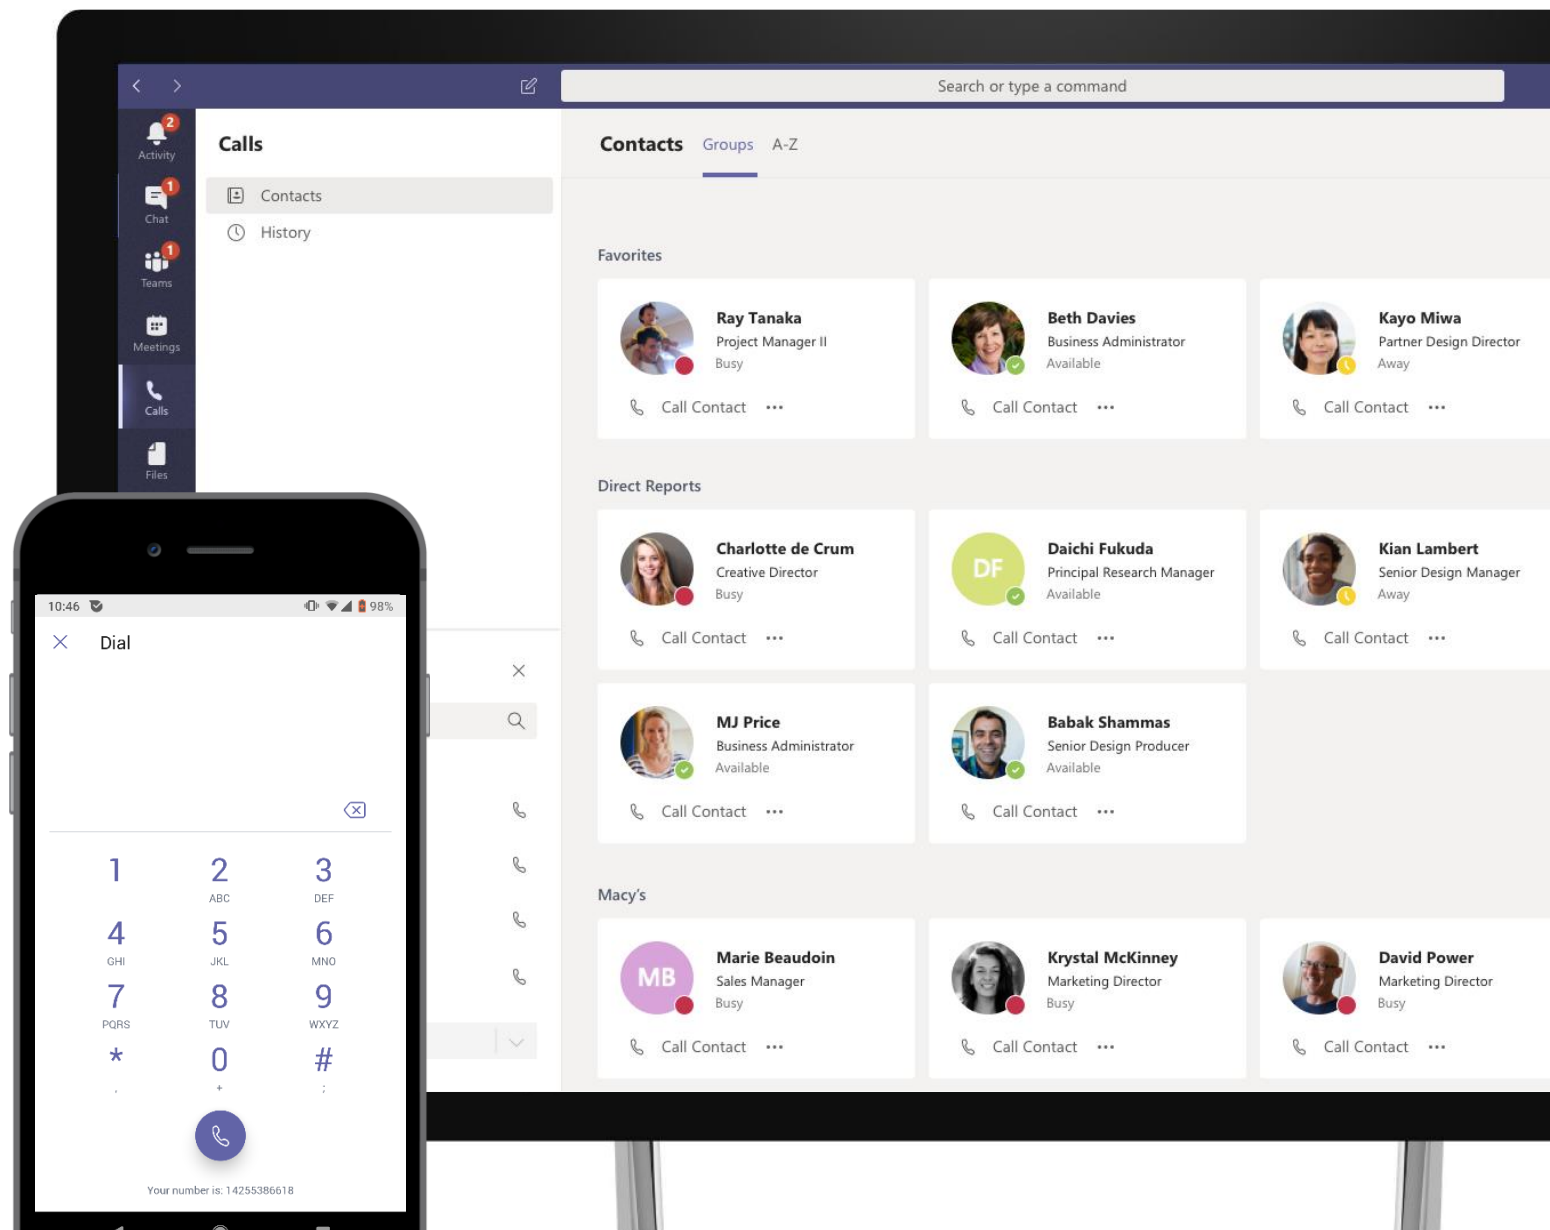 Search or type a command
2
Activity
1
Chat
1
Teams
Meetings
Calls
Files
Calls
Contacts
History
Contacts Groups A-Z
Favorites
Ray Tanaka
Project Manager II
Busy
Call Contact
Beth Davies
Business Administrator
Available
Call Contact
Kayo Miwa
Partner Design Director
Away
Call Contact
Direct Reports
Charlotte de Crum
Creative Director
Busy
Call Contact
DF
Daichi Fukuda
Principal Research Manager
Available
Call Contact
Kian Lambert
Senior Design Manager
Away
Call Contact
MJ Price
Business Administrator
Available
Call Contact
Babak Shammas
Senior Design Producer
Available
Call Contact
Macy's
MB
Marie Beaudoin
Sales Manager
Busy
Call Contact
Krystal McKinney
Marketing Director
Busy
Call Contact
David Power
Marketing Director
Busy
Call Contact
10:46 98%
Dial
1 2 3
ABC DEF
4 5 6
GHI JKL MNO
7 8 9
PQRS TUV WXYZ
* 0 #
, + ;
Your number is: 14255386618